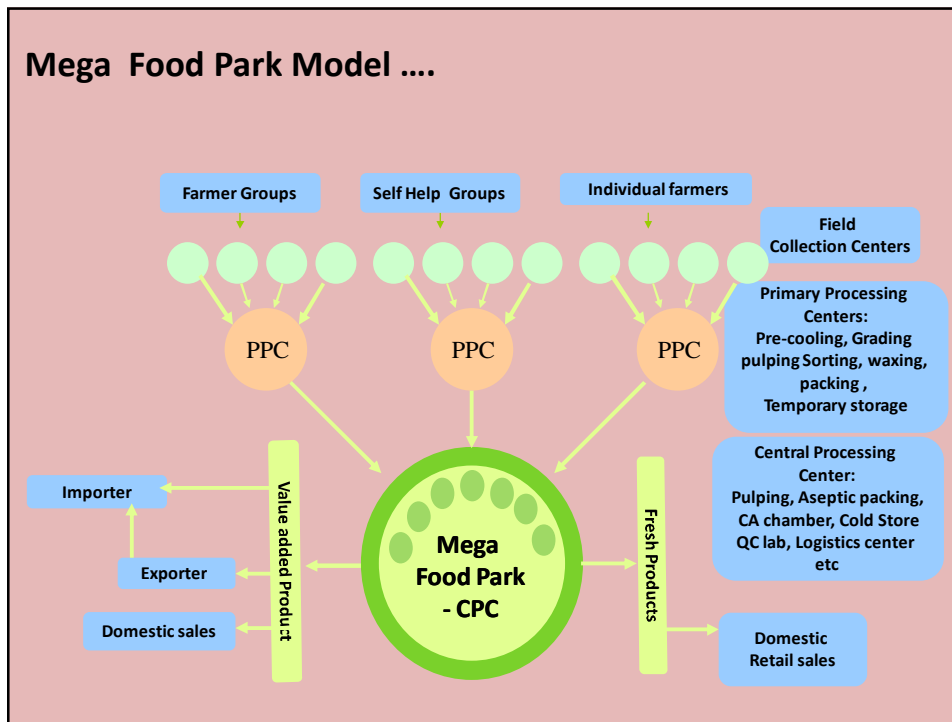 Mega Food Park Model ....
Farmer Groups
Self Help Groups
Individual farmers
Field
Collection Centers
Primary Processing
Centers:
Pre-cooling, Grading
pulping Sorting, waxing,
packing ,
Temporary storage
PPC
PPC
PPC
Central Processing
Center:
Pulping, Aseptic packing,
CA chamber, Cold Store
QC lab, Logistics center
etc
Importer
Exporter
Domestic sales
Value added Product
Mega
Food Park
- CPC
Fresh Products
Domestic
Retail sales